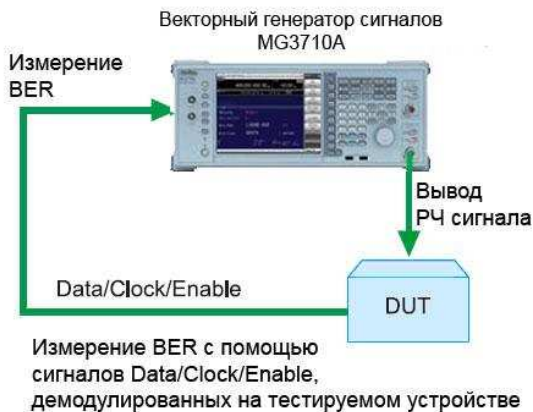 Векторный генератор сигналов
MG3710A
Измерение
BER
Вывод
РЧ сигнала
Data/Clock/Enable
DUT
Измерение BER с помощью
сигналов Data/Clock/Enable,
демодулированных на тестируемом устройстве